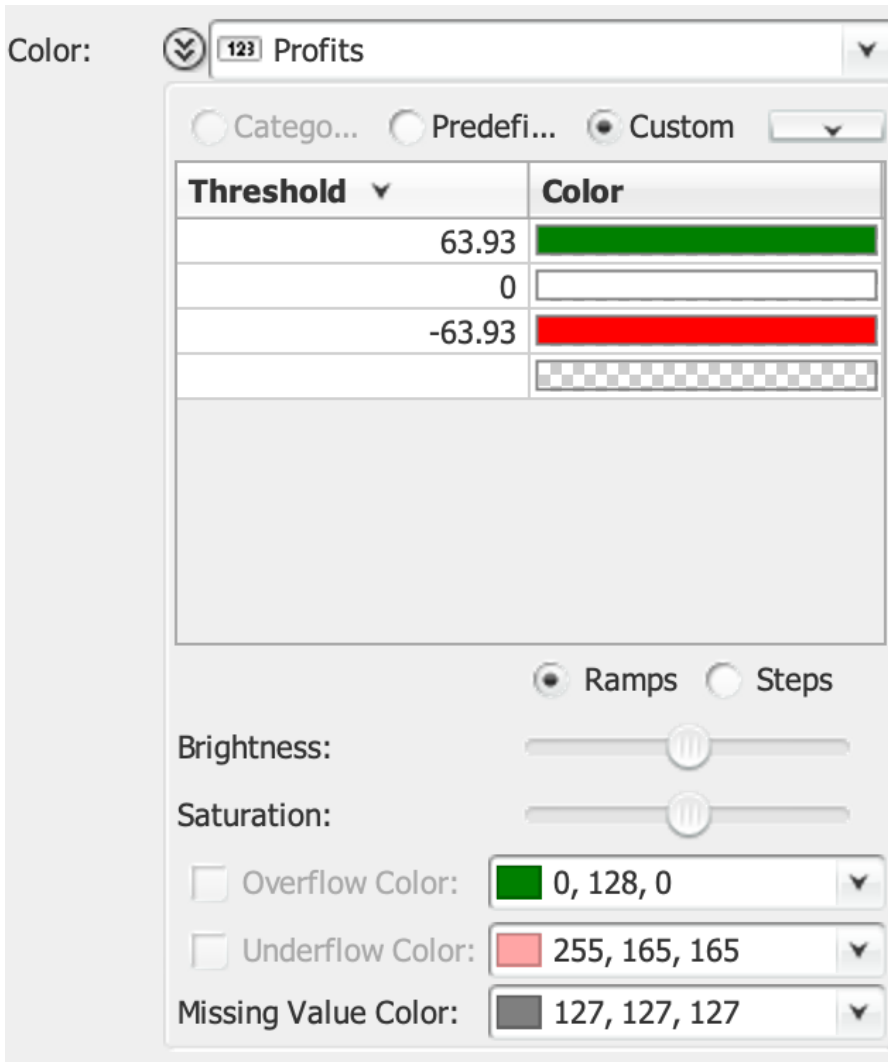 Color: 123 Profits
Catego... Predefi... Custom
Threshold Color
63.93
0
-63.93
Ramps Steps
Brightness:
Saturation:
Overflow Color: 0, 128, 0
Underflow Color: 255, 165, 165
Missing Value Color: 127, 127, 127